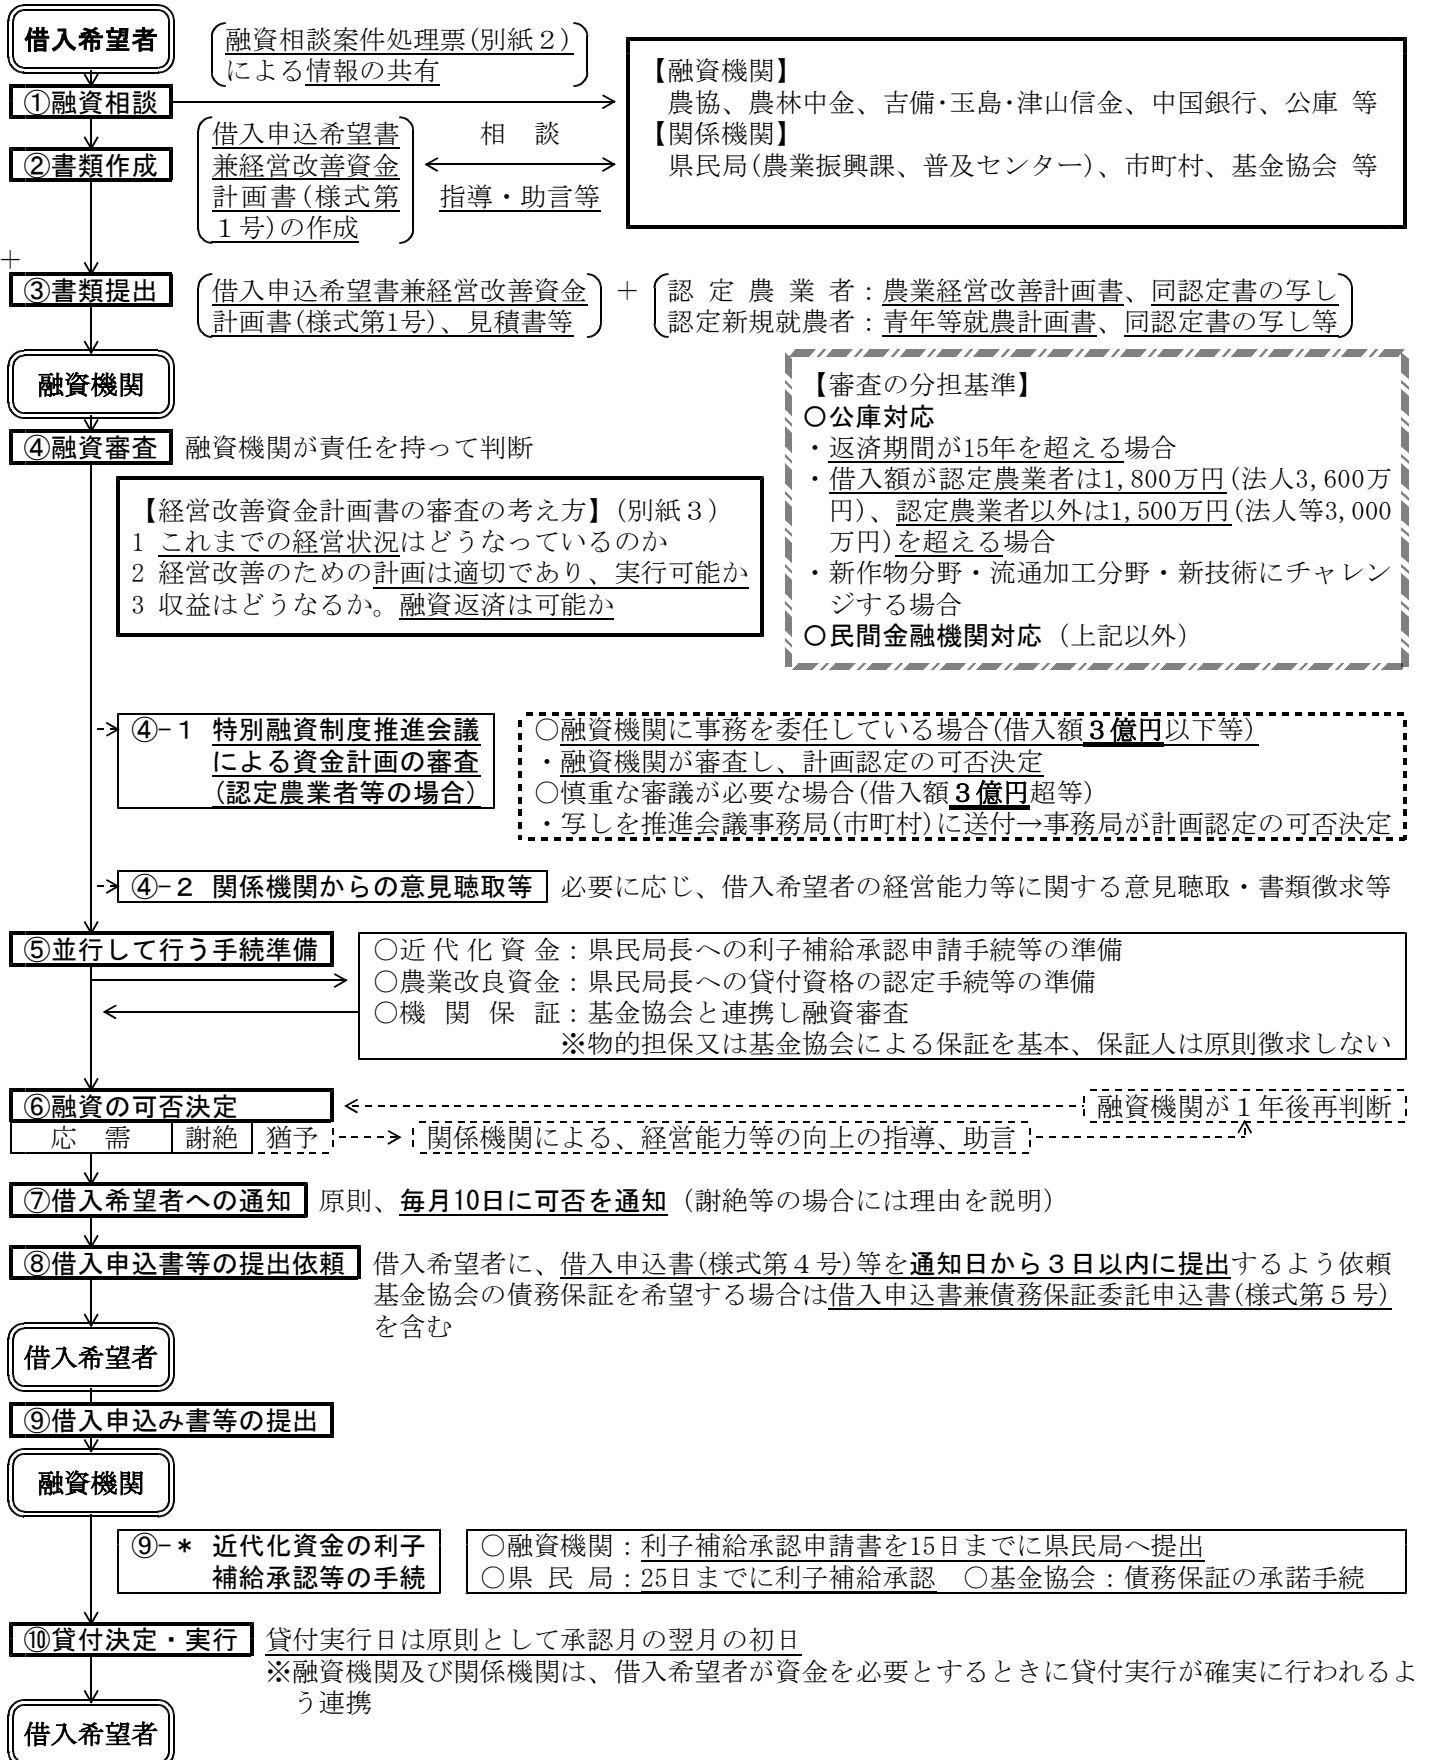 借入希望者
融資相談案件処理票(別紙２)
による情報の共有
①融資相談
【融資機関】
農協、農林中金、吉備・玉島・津山信金、中国銀行、公庫 等
【関係機関】
県民局(農業振興課、普及センター)、市町村、基金協会 等
②書類作成
借入申込希望書
兼経営改善資金
計画書(様式第
１号)の作成
相　談
指導・助言等
＋
③書類提出
借入申込希望書兼経営改善資金
計画書(様式第1号)、見積書等
＋
認 定 農 業 者：農業経営改善計画書、同認定書の写し
認定新規就農者：青年等就農計画書、同認定書の写し等
融資機関
④融資審査　融資機関が責任を持って判断
【経営改善資金計画書の審査の考え方】(別紙３)
1 これまでの経営状況はどうなっているのか
2 経営改善のための計画は適切であり、実行可能か
3 収益はどうなるか。融資返済は可能か
【審査の分担基準】
○公庫対応
・返済期間が15年を超える場合
・借入額が認定農業者は1,800万円(法人3,600万
円)、認定農業者以外は1,500万円(法人等3,000
万円)を超える場合
・新作物分野・流通加工分野・新技術にチャレン
ジする場合
○民間金融機関対応（上記以外）
④-１ 特別融資制度推進会議
による資金計画の審査
(認定農業者等の場合)
○融資機関に事務を委任している場合(借入額３億円以下等)
・融資機関が審査し、計画認定の可否決定
○慎重な審議が必要な場合(借入額３億円超等)
・写しを推進会議事務局(市町村)に送付→事務局が計画認定の可否決定
④-２ 関係機関からの意見聴取等　必要に応じ、借入希望者の経営能力等に関する意見聴取・書類徴求等
⑤並行して行う手続準備
○近代化資金：県民局長への利子補給承認申請手続等の準備
○農業改良資金：県民局長への貸付資格の認定手続等の準備
○機 関 保 証：基金協会と連携し融資審査
※物的担保又は基金協会による保証を基本、保証人は原則徴求しない
⑥融資の可否決定
融資機関が１年後再判断
応　需　謝絶　猶予　関係機関による、経営能力等の向上の指導、助言
⑦借入希望者への通知　原則、毎月10日に可否を通知（謝絶等の場合には理由を説明）
⑧借入申込書等の提出依頼　借入希望者に、借入申込書(様式第４号)等を通知日から３日以内に提出するよう依頼
基金協会の債務保証を希望する場合は借入申込書兼債務保証委託申込書(様式第５号)
を含む
借入希望者
⑨借入申込み書等の提出
融資機関
⑨-* 近代化資金の利子
補給承認等の手続
○融資機関：利子補給承認申請書を15日までに県民局へ提出
○県 民 局：25日までに利子補給承認　○基金協会：債務保証の承諾手続
⑩貸付決定・実行　貸付実行日は原則として承認月の翌月の初日
※融資機関及び関係機関は、借入希望者が資金を必要とするときに貸付実行が確実に行われるよ
う連携
借入希望者